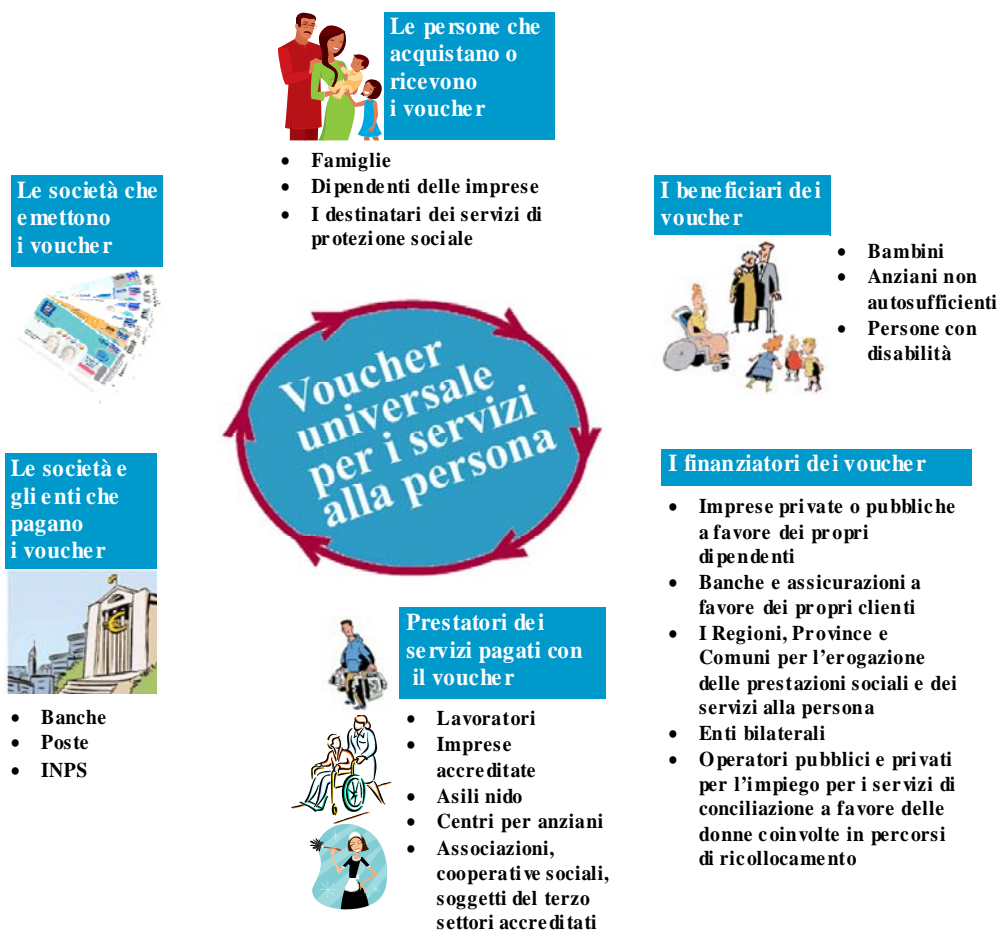 Le persone che
acquistano o
ricevono
i voucher
• Famiglie
• Dipendenti delle imprese
• I destinatari dei servizi di
protezione sociale
Le società che
emettono
i voucher
I beneficiari dei
voucher
• Bambini
• Anziani non
autosufficienti
• Persone con
disabilità
Voucher
universale
per i servizi
alla persona
Le società e
gli enti che
pagano
i voucher
• Banche
• Poste
• INPS
I finanziatori dei voucher
• Imprese private o pubbliche
a favore dei propri
dipendenti
• Banche e assicurazioni a
favore dei propri clienti
• I Regioni, Province e
Comuni per l’erogazione
delle prestazioni sociali e dei
servizi alla persona
• Enti bilaterali
• Operatori pubblici e privati
per l’impiego per i servizi di
conciliazione a favore delle
donne coinvolte in percorsi
di ricollocamento
Prestatori dei
servizi pagati con
il voucher
• Lavoratori
• Imprese
accreditate
• Asili nido
• Centri per anziani
• Associazioni,
cooperative sociali,
soggetti del terzo
settori accreditati